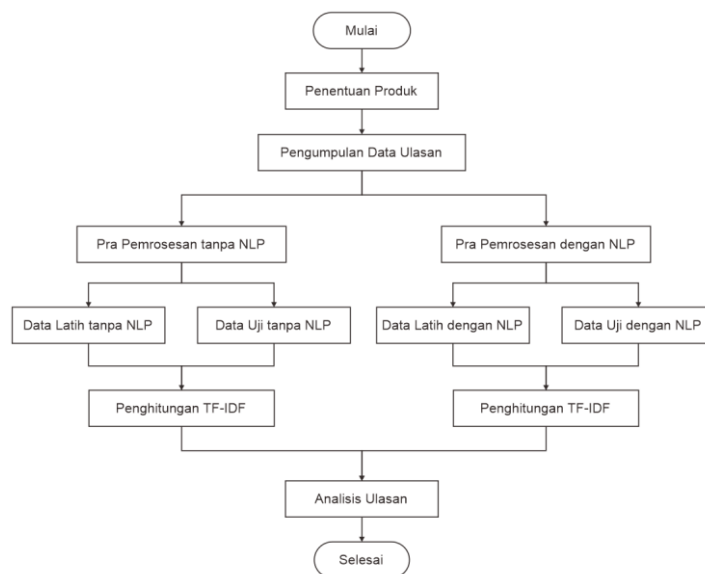 Mulai
Penentuan Produk
Pengumpulan Data Ulasan
Pra Pemrosesan tanpa NLP
Pra Pemrosesan dengan NLP
Data Latih tanpa NLP
Data Uji tanpa NLP
Data Latih dengan NLP
Data Uji dengan NLP
Penghitungan TF-IDF
Penghitungan TF-IDF
Analisis Ulasan
Selesai